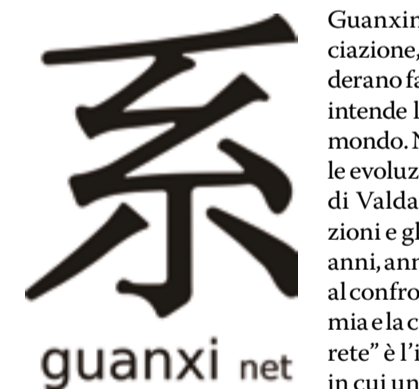 系
guanxi net
Guanxin
ciazione,
derano fa
intende l
mondo. N
le evoluz
di Valda
zioni e gl
anni, ann
al confro
mia e la c
rete" è l'i
in cui un